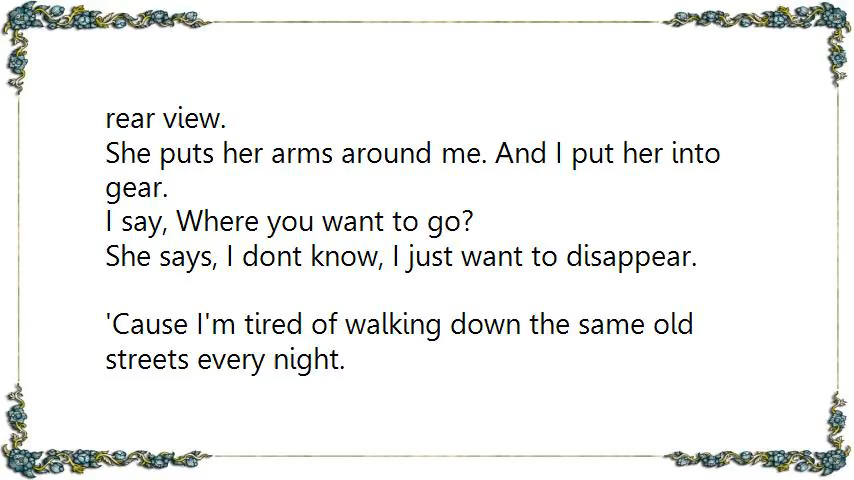 rear view.
She puts her arms around me. And I put her into
gear.
I say, Where you want to go?
She says, I dont know, I just want to disappear.

'Cause I'm tired of walking down the same old
streets every night.